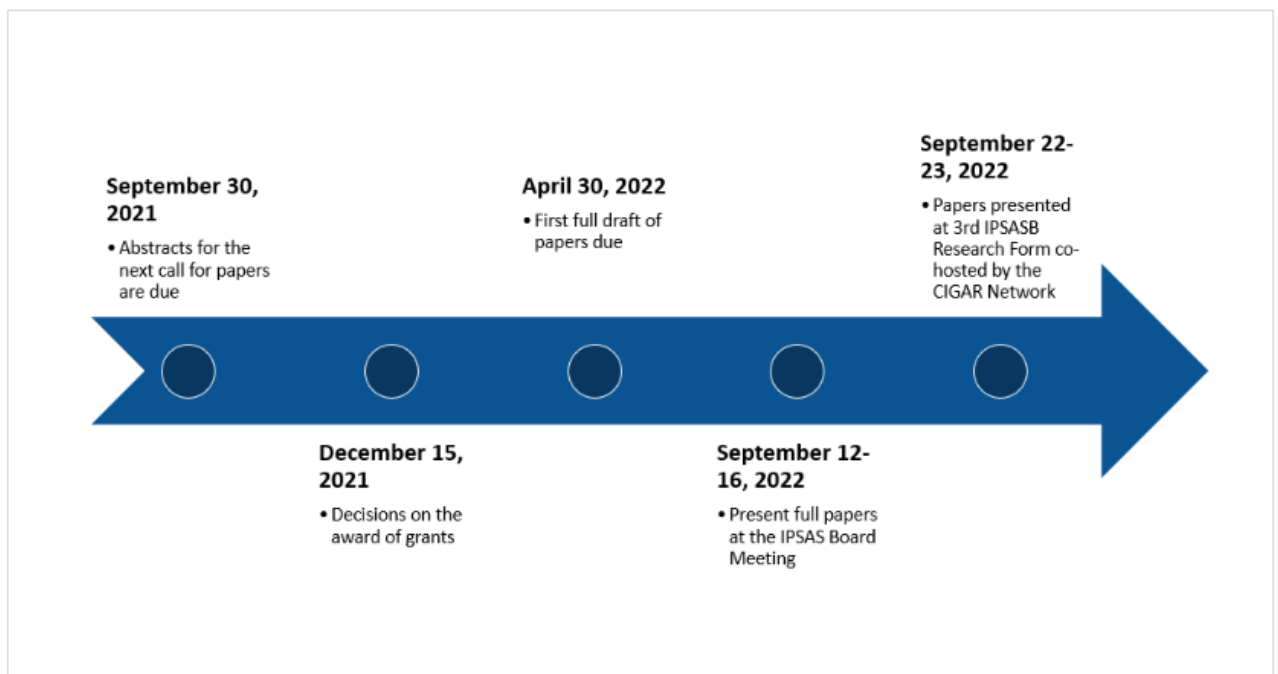 September 30,
2021
• Abstracts for the
next call for papers
are due
December 15,
2021
• Decisions on the
award of grants
April 30, 2022
• First full draft of
papers due
September 12-
16, 2022
• Present full papers
at the IPSAS Board
Meeting
September 22-
23, 2022
• Papers presented
at 3rd IPSASB
Research Form co-
hosted by the
CIGAR Network